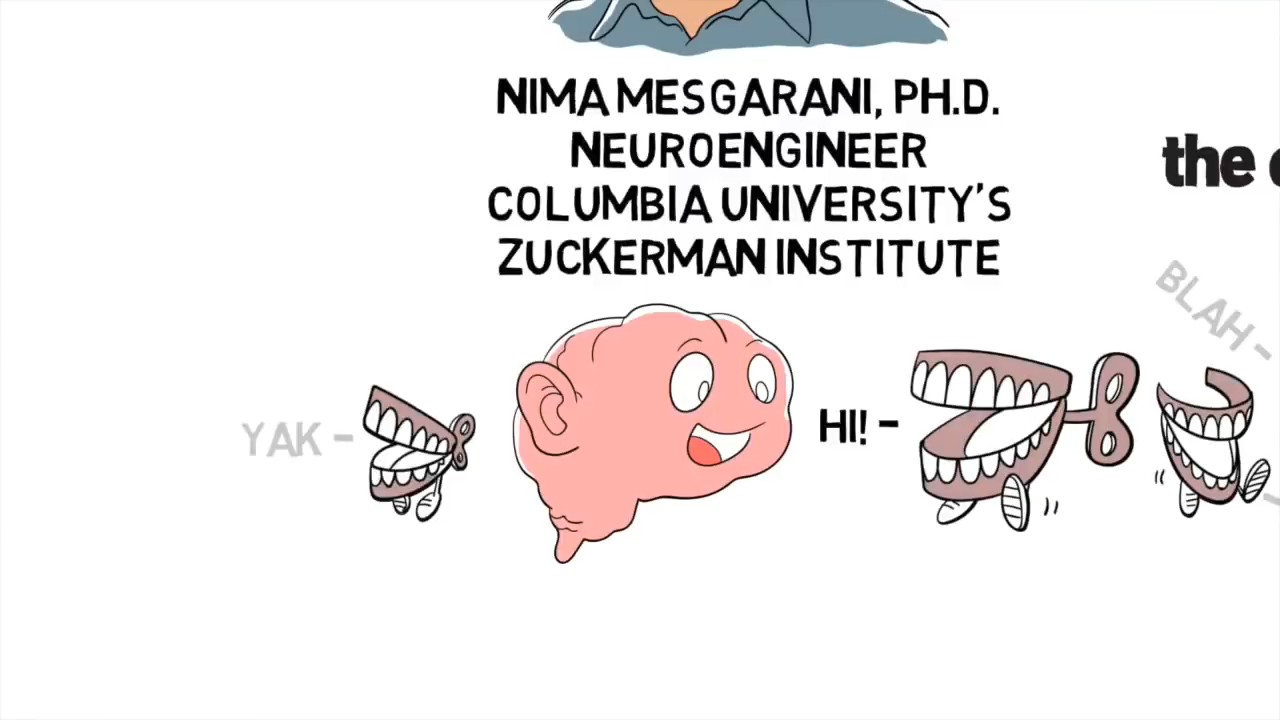 NIMA MESGARANI, PH.D.
NEUROENGINEER
COLUMBIA UNIVERSITY'S
ZUCKERMAN INSTITUTE
the
BLAH -
YAK -
HI! -